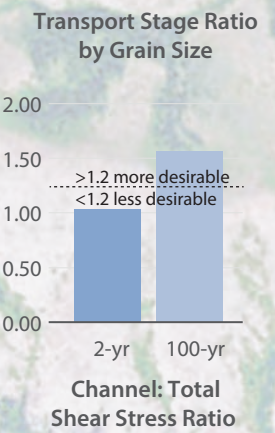 Transport Stage Ratio
by Grain Size
2.00
1.50
>1.2 more desirable
<1.2 less desirable
1.00
0.50
0.00
2-yr 100-yr
Channel: Total
Shear Stress Ratio